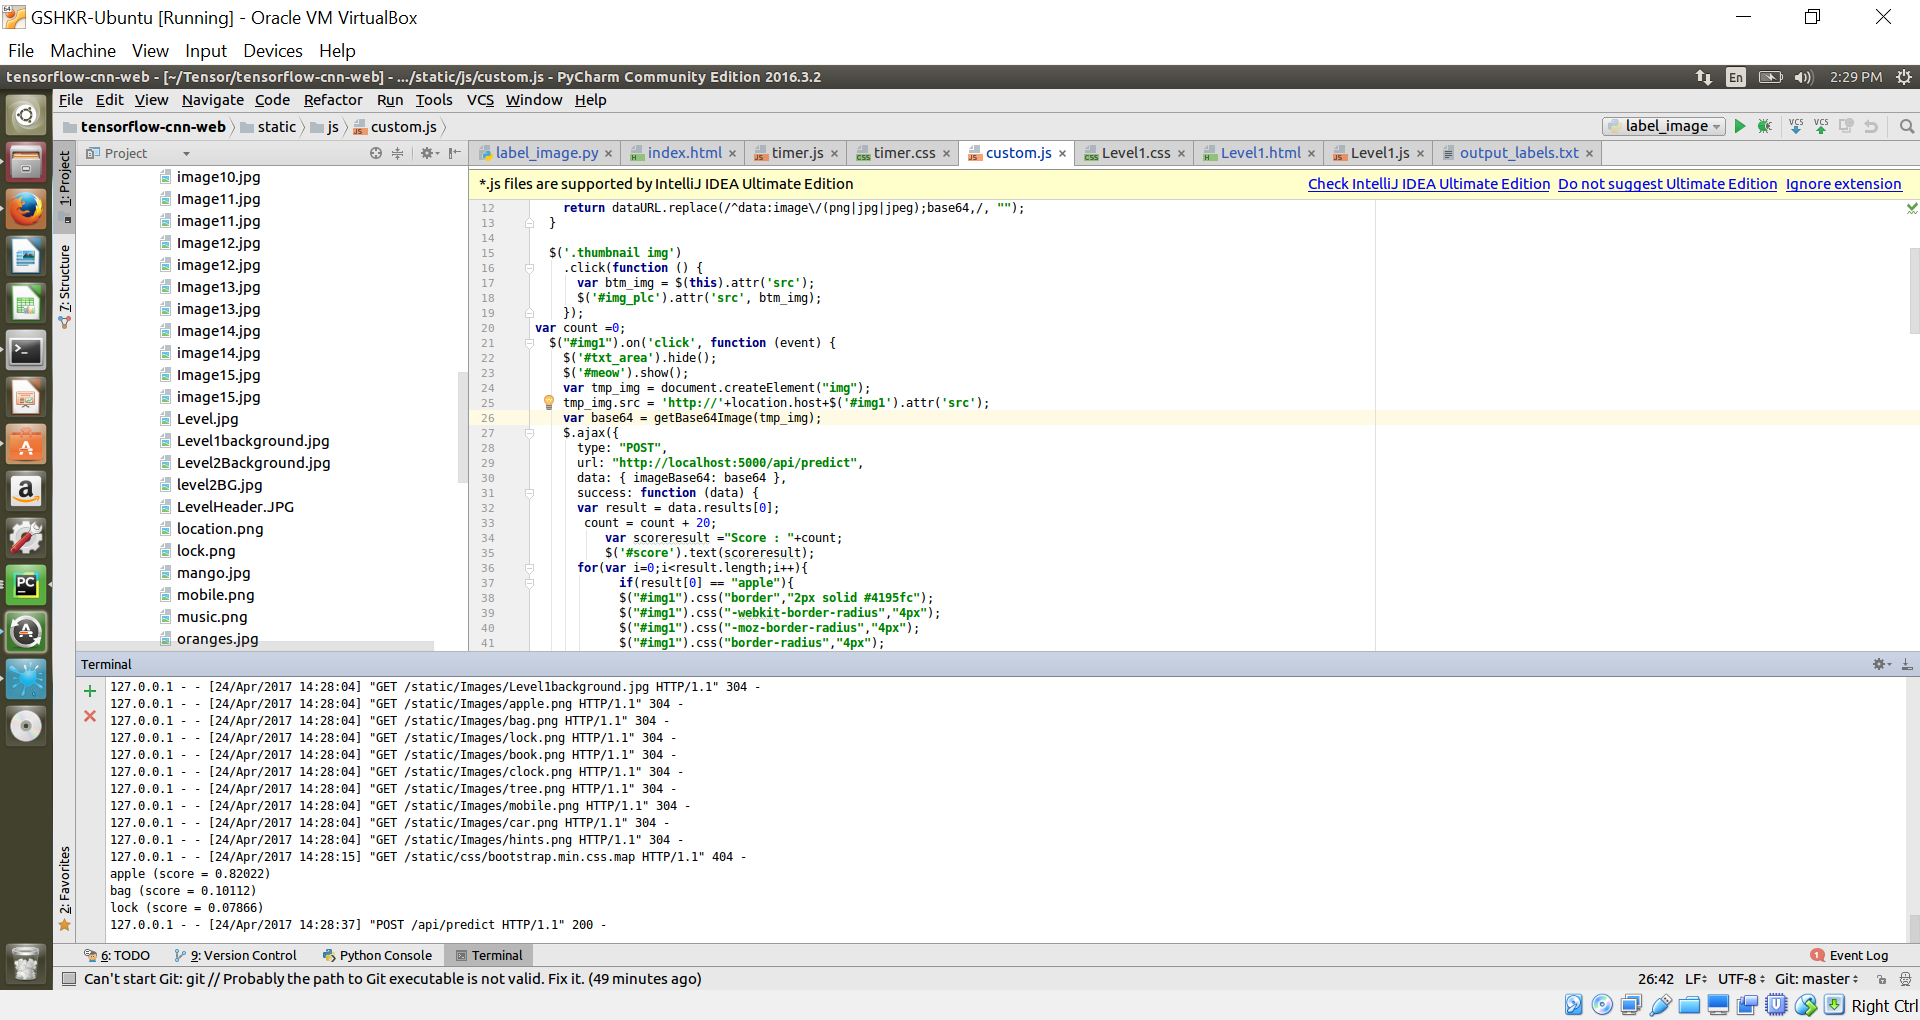 GSHKR-Ubuntu [Running] - Oracle VM VirtualBox
File Machine View Input Devices Help
tensorflow-cnn-web - [~/Tensor/tensorflow-cnn-web] - .../static/js/custom.js - PyCharm Community Edition 2016.3.2
En 2:29 PM
File Edit View Navigate Code Refactor Run Tools VCS Window Help
tensorflow-cnn-web static js custom.js
label_image VCS VCS
Project
label_image.py index.html timer.js timer.css custom.js Level1.css Level1.html Level1.js output_labels.txt
*.js files are supported by IntelliJ IDEA Ultimate Edition
Check IntelliJ IDEA Ultimate Edition Do not suggest Ultimate Edition Ignore extension
1: Project
7: Structure
2: Favorites
image10.jpg
Image11.jpg
image11.jpg
Image12.jpg
image12.jpg
Image13.jpg
image13.jpg
Image14.jpg
image14.jpg
Image15.jpg
image15.jpg
Level.jpg
Level1background.jpg
Level2Background.jpg
level2BG.jpg
LevelHeader.JPG
location.png
lock.png
mango.jpg
mobile.png
music.png
oranges.jpg
12 return dataURL.replace(/^data:image\/(png|jpg|jpeg);base64,/, "");
13 }
14
15 $('.thumbnail img')
16 .click(function () {
17 var btm_img = $(this).attr('src');
18 $('#img_plc').attr('src', btm_img);
19 });
20 var count =0;
21 $("#img1").on('click', function (event) {
22 $('#txt_area').hide();
23 $('#meow').show();
24 var tmp_img = document.createElement("img");
25 tmp_img.src = 'http://'+location.host+$('#img1').attr('src');
26 var base64 = getBase64Image(tmp_img);
27 $.ajax({
28 type: "POST",
29 url: "http://localhost:5000/api/predict",
30 data: { imageBase64: base64 },
31 success: function (data) {
32 var result = data.results[0];
33 count = count + 20;
34 var scoreresult ="Score : "+count;
35 $('#score').text(scoreresult);
36 for(var i=0;i<result.length;i++){
37 if(result[0] == "apple"){
38 $("#img1").css("border","2px solid #4195fc");
39 $("#img1").css("-webkit-border-radius","4px");
40 $("#img1").css("-moz-border-radius","4px");
41 $("#img1").css("border-radius","4px");
Terminal
127.0.0.1 - - [24/Apr/2017 14:28:04] "GET /static/Images/Level1background.jpg HTTP/1.1" 304 -
127.0.0.1 - - [24/Apr/2017 14:28:04] "GET /static/Images/apple.png HTTP/1.1" 304 -
127.0.0.1 - - [24/Apr/2017 14:28:04] "GET /static/Images/bag.png HTTP/1.1" 304 -
127.0.0.1 - - [24/Apr/2017 14:28:04] "GET /static/Images/lock.png HTTP/1.1" 304 -
127.0.0.1 - - [24/Apr/2017 14:28:04] "GET /static/Images/book.png HTTP/1.1" 304 -
127.0.0.1 - - [24/Apr/2017 14:28:04] "GET /static/Images/clock.png HTTP/1.1" 304 -
127.0.0.1 - - [24/Apr/2017 14:28:04] "GET /static/Images/tree.png HTTP/1.1" 304 -
127.0.0.1 - - [24/Apr/2017 14:28:04] "GET /static/Images/mobile.png HTTP/1.1" 304 -
127.0.0.1 - - [24/Apr/2017 14:28:04] "GET /static/Images/car.png HTTP/1.1" 304 -
127.0.0.1 - - [24/Apr/2017 14:28:04] "GET /static/Images/hints.png HTTP/1.1" 304 -
127.0.0.1 - - [24/Apr/2017 14:28:15] "GET /static/css/bootstrap.min.css.map HTTP/1.1" 404 -
apple (score = 0.82022)
bag (score = 0.10112)
lock (score = 0.07866)
127.0.0.1 - - [24/Apr/2017 14:28:37] "POST /api/predict HTTP/1.1" 200 -
6: TODO 9: Version Control Python Console Terminal 1 Event Log
Can't start Git: git // Probably the path to Git executable is not valid. Fix it. (49 minutes ago)
26:42 LF UTF-8 Git: master
Right Ctrl